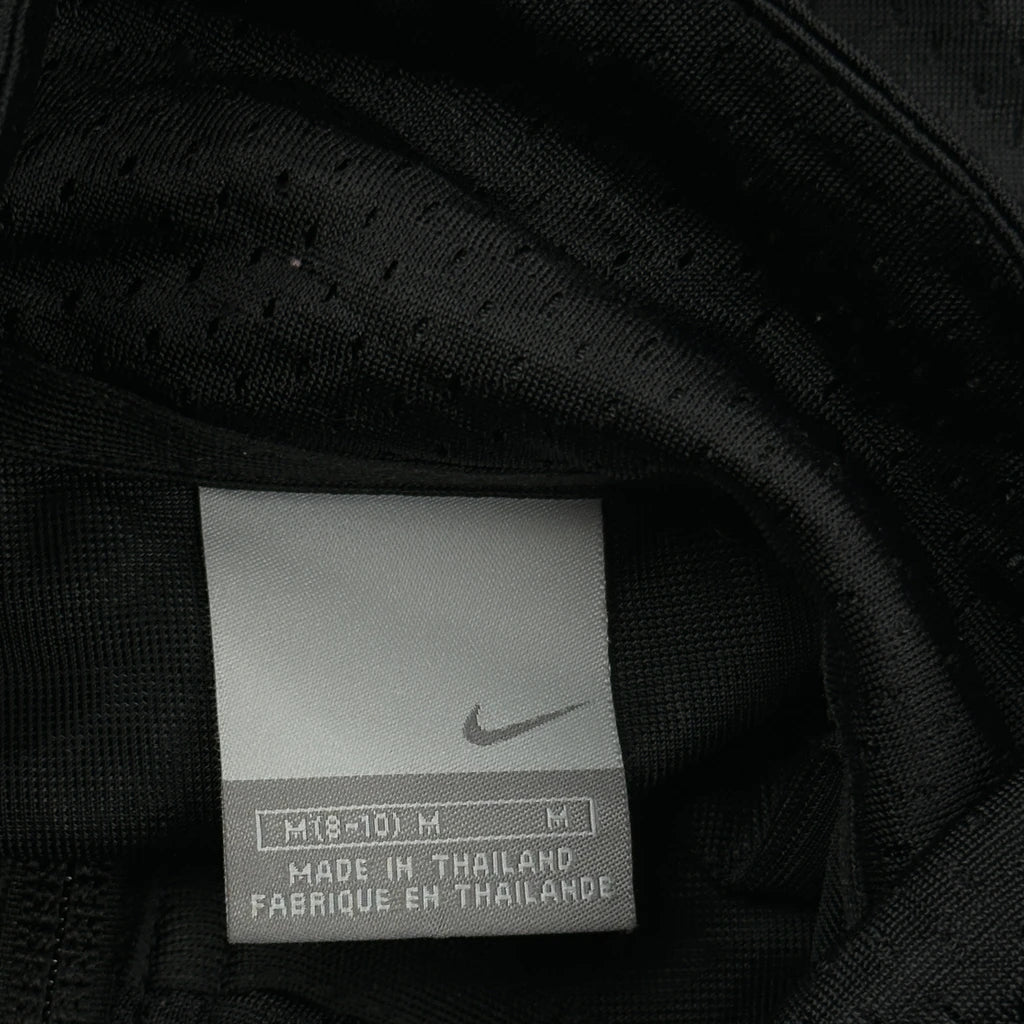 M(8-10) M M
MADE IN THAILAND
FABRIQUE EN THAILANDE